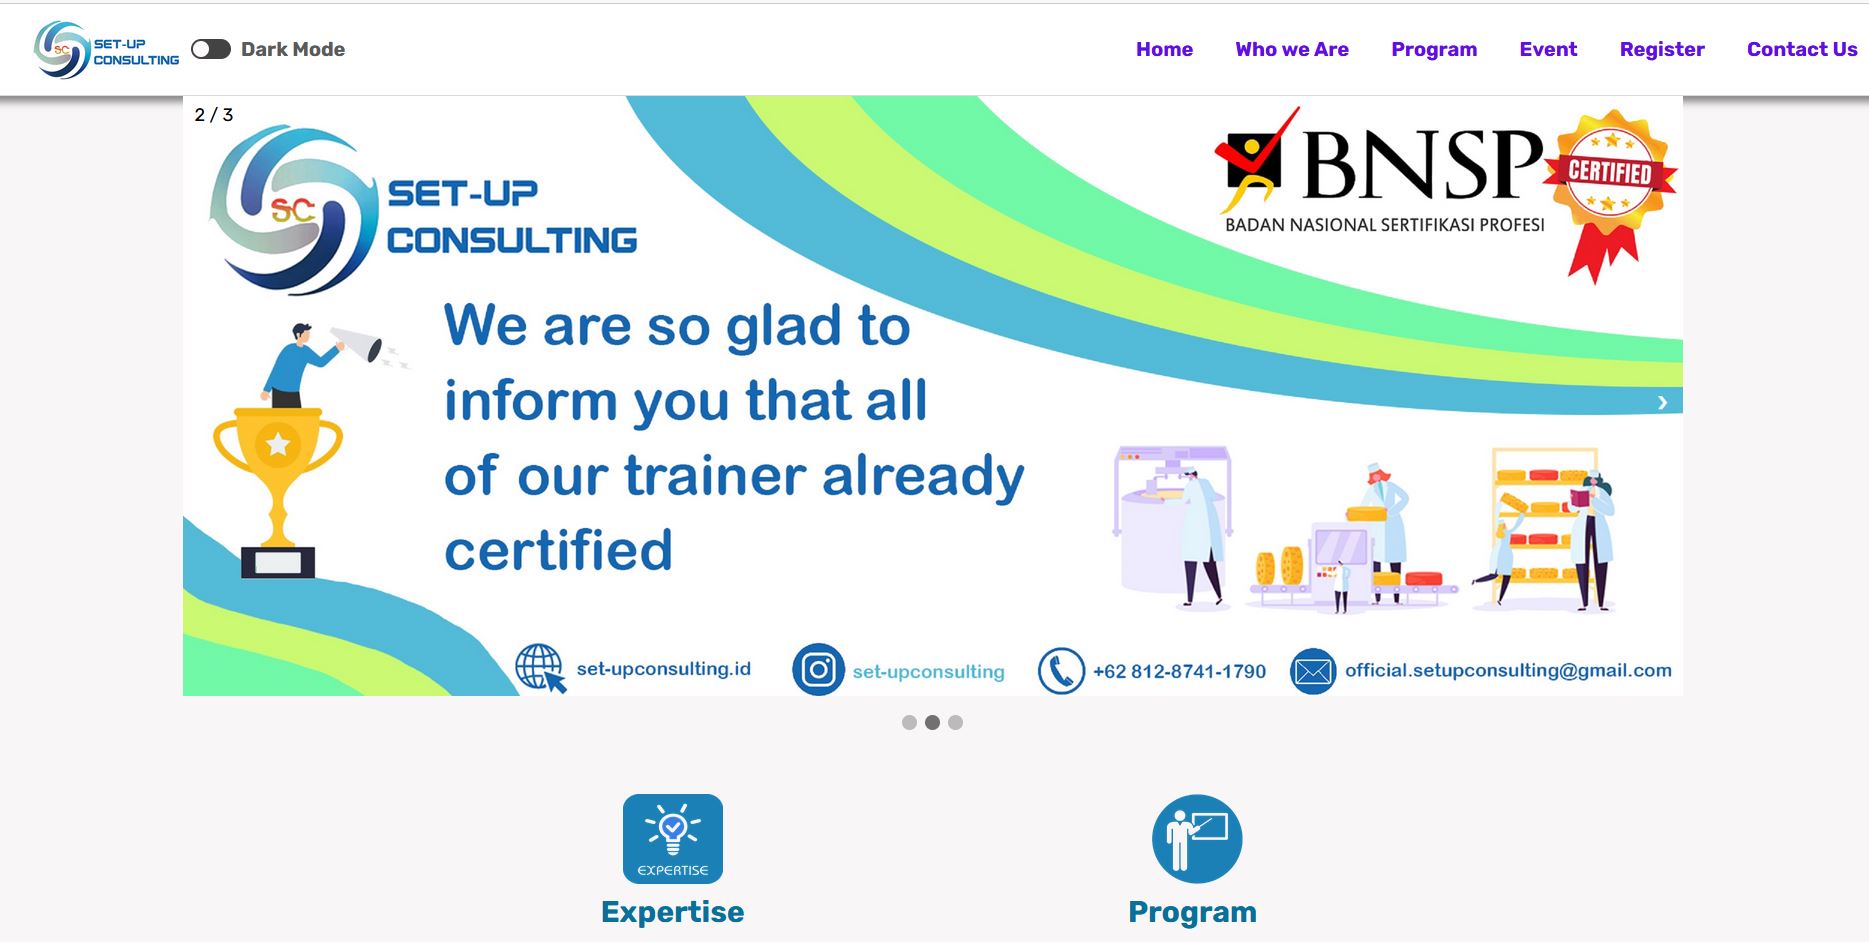 SC
SET-UP
CONSULTING
Dark Mode
Home
Who we Are
Program
Event
Register
Contact Us
2 / 3
SC
SET-UP
CONSULTING
BNSP
BADAN NASIONAL SERTIFIKASI PROFESI
CERTIFIED
We are so glad to
inform you that all
of our trainer already
certified
set-upconsulting.id
set-upconsulting
+62 812-8741-1790
official.setupconsulting@gmail.com
EXPERTISE
Expertise
Program